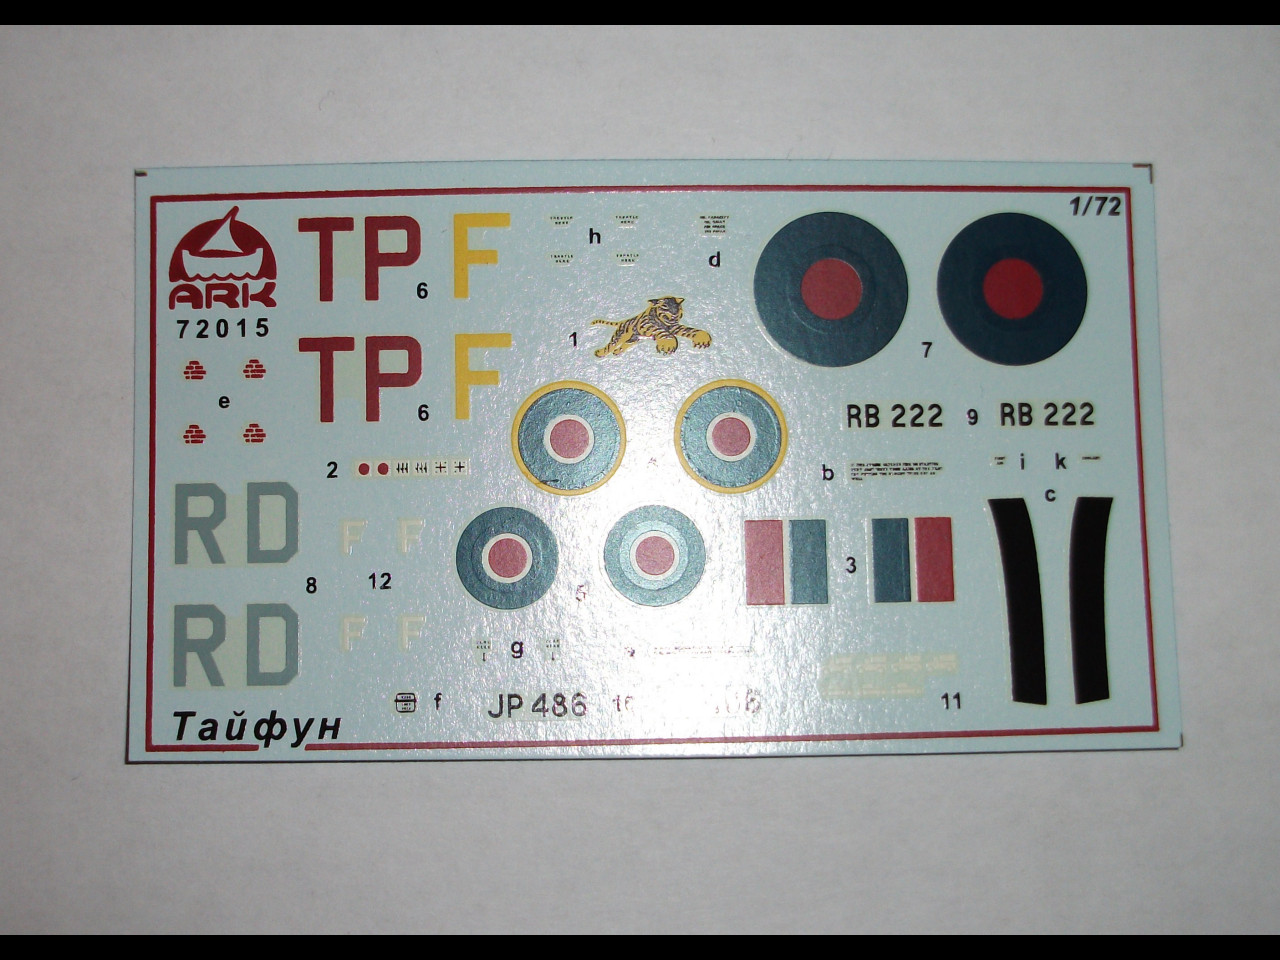 1/72
ARK
72015
TP 6 F
h
d
1
7
TP 6 F
e
RB 222 9 RB 222
2
b
i k
c
RD
F F
8
12
3
RD
F F
g
f
JP 486
11
Тайфун